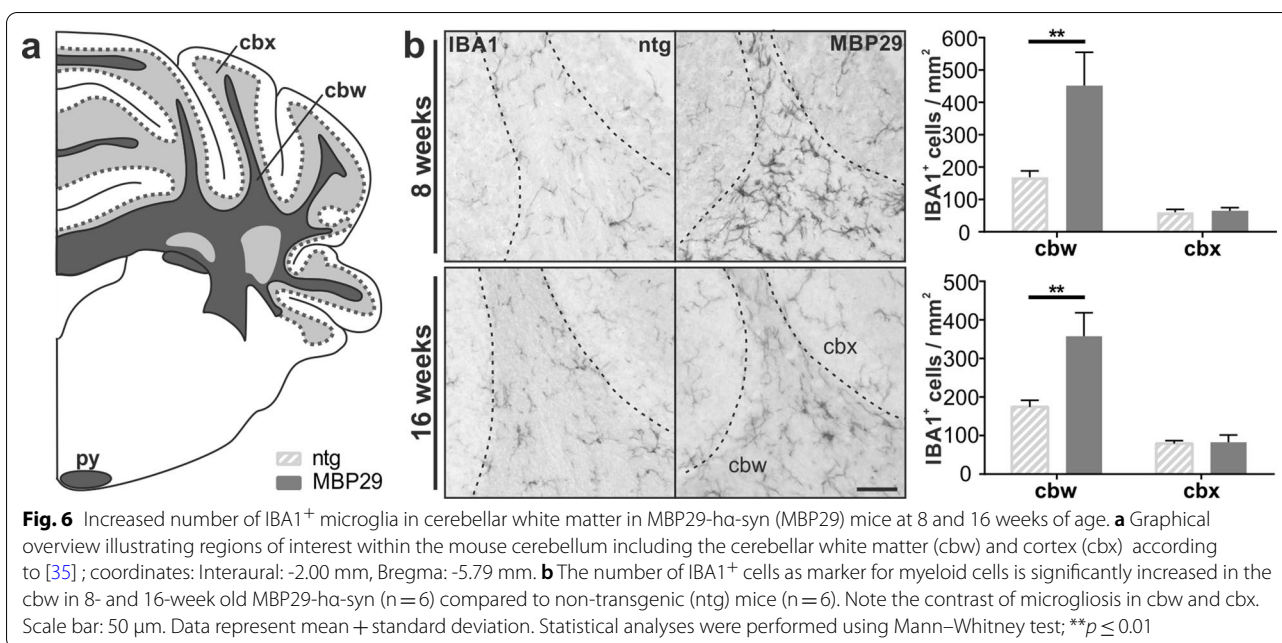 a
cbx
cbw
py
ntg
MBP29
b
IBA1
ntg
MBP29
8 weeks
16 weeks
cbx
cbw
IBA1⁺ cells / mm²
600
500
400
300
200
100
0
**
cbw
cbx
IBA1⁺ cells / mm²
500
400
300
200
100
0
**
cbw
cbx
Fig. 6 Increased number of IBA1⁺ microglia in cerebellar white matter in MBP29-hα-syn (MBP29) mice at 8 and 16 weeks of age. a Graphical
overview illustrating regions of interest within the mouse cerebellum including the cerebellar white matter (cbw) and cortex (cbx) according
to [35] ; coordinates: Interaural: -2.00 mm, Bregma: -5.79 mm. b The number of IBA1⁺ cells as marker for myeloid cells is significantly increased in the
cbw in 8- and 16-week old MBP29-hα-syn (n = 6) compared to non-transgenic (ntg) mice (n = 6). Note the contrast of microgliosis in cbw and cbx.
Scale bar: 50 μm. Data represent mean + standard deviation. Statistical analyses were performed using Mann–Whitney test; **p ≤ 0.01